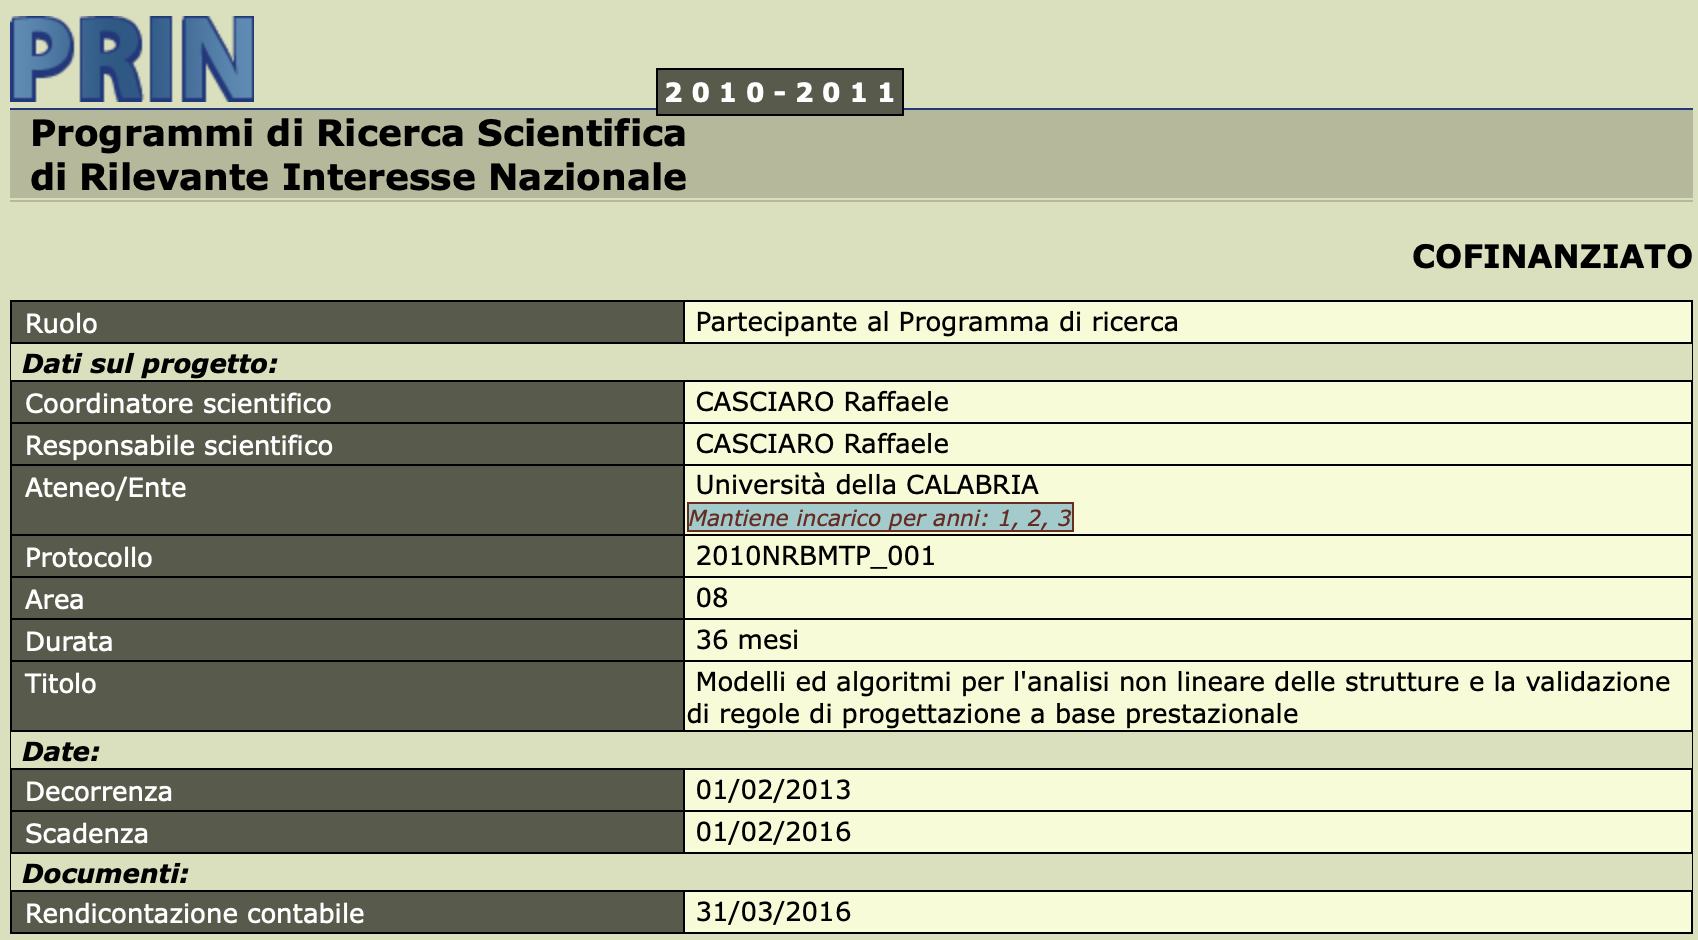 PRIN
2010-2011
Programmi di Ricerca Scientifica
di Rilevante Interesse Nazionale
COFINANZIATO
Ruolo Partecipante al Programma di ricerca
Dati sul progetto:
Coordinatore scientifico CASCIARO Raffaele
Responsabile scientifico CASCIARO Raffaele
Ateneo/Ente Università della CALABRIA
Mantiene incarico per anni: 1, 2, 3
Protocollo 2010NRBMTP_001
Area 08
Durata 36 mesi
Titolo Modelli ed algoritmi per l'analisi non lineare delle strutture e la validazione
di regole di progettazione a base prestazionale
Date:
Decorrenza 01/02/2013
Scadenza 01/02/2016
Documenti:
Rendicontazione contabile 31/03/2016